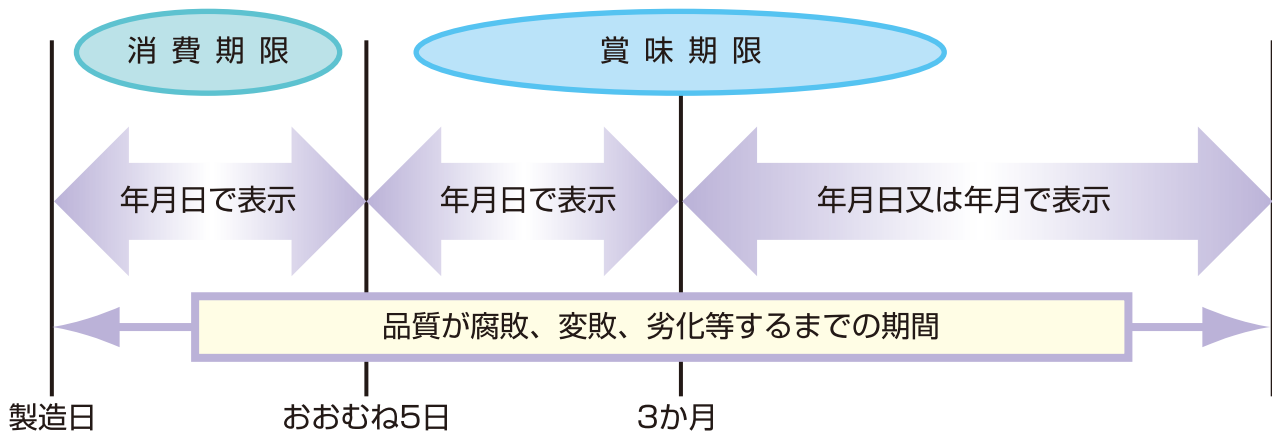 消費期限
賞味期限
年月日で表示
年月日で表示
年月日又は年月で表示
品質が腐敗、変敗、劣化等するまでの期間
製造日
おおむね5日
3か月